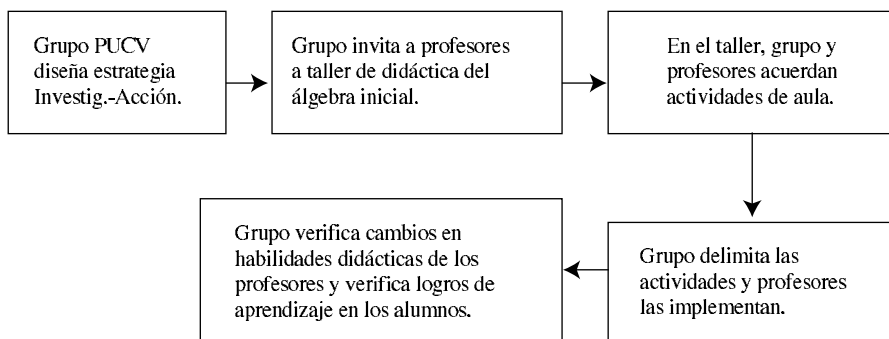 Grupo PUCV
diseña estrategia
Investig.-Acción.
Grupo invita a profesores
a taller de didáctica del
álgebra inicial.
En el taller, grupo y
profesores acuerdan
actividades de aula.
Grupo delimita las
actividades y profesores
las implementan.
Grupo verifica cambios en
habilidades didácticas de los
profesores y verifica logros de
aprendizaje en los alumnos.